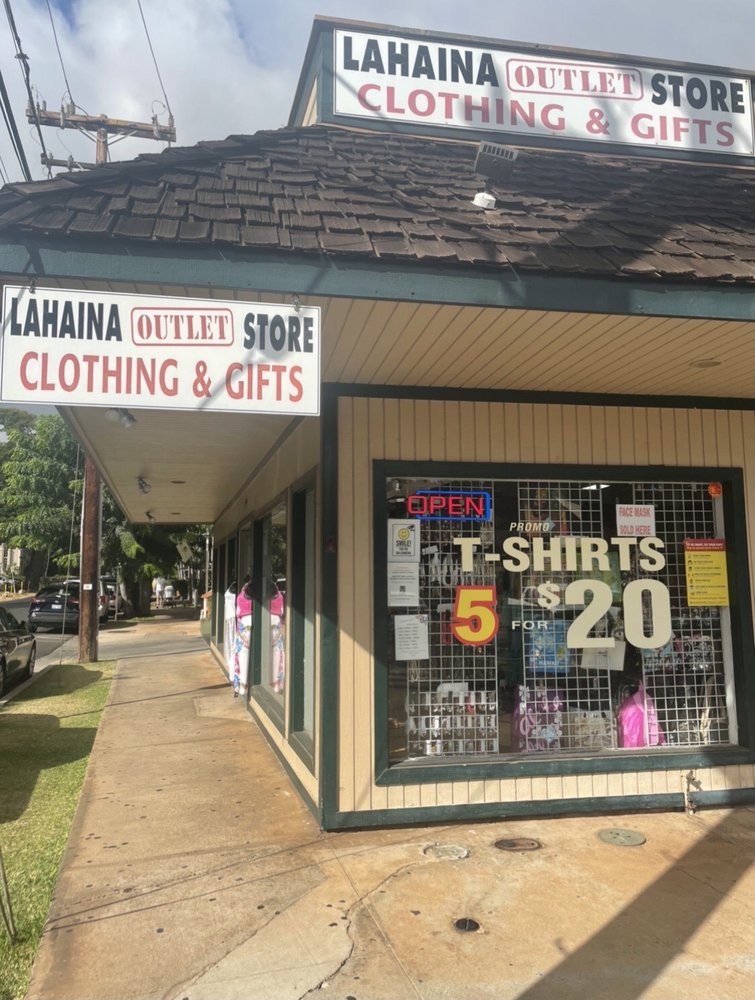 LAHAINA OUTLET STORE
CLOTHING & GIFTS
LAHAINA OUTLET STORE
CLOTHING & GIFTS
OPEN
FACE MASK
SOLD HERE
SMILE!
PROMO
T-SHIRTS
5 FOR $20